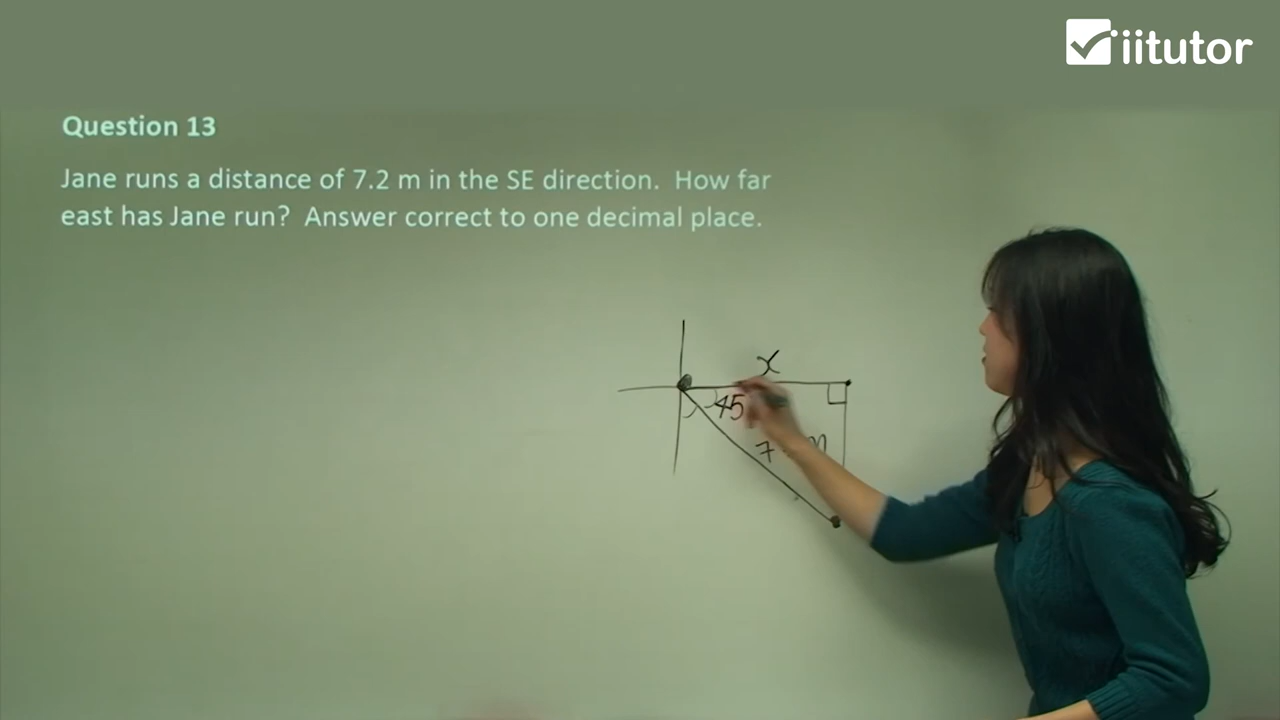 iitutor
Question 13
Jane runs a distance of 7.2 m in the SE direction. How far
east has Jane run? Answer correct to one decimal place.
x
45
7 m